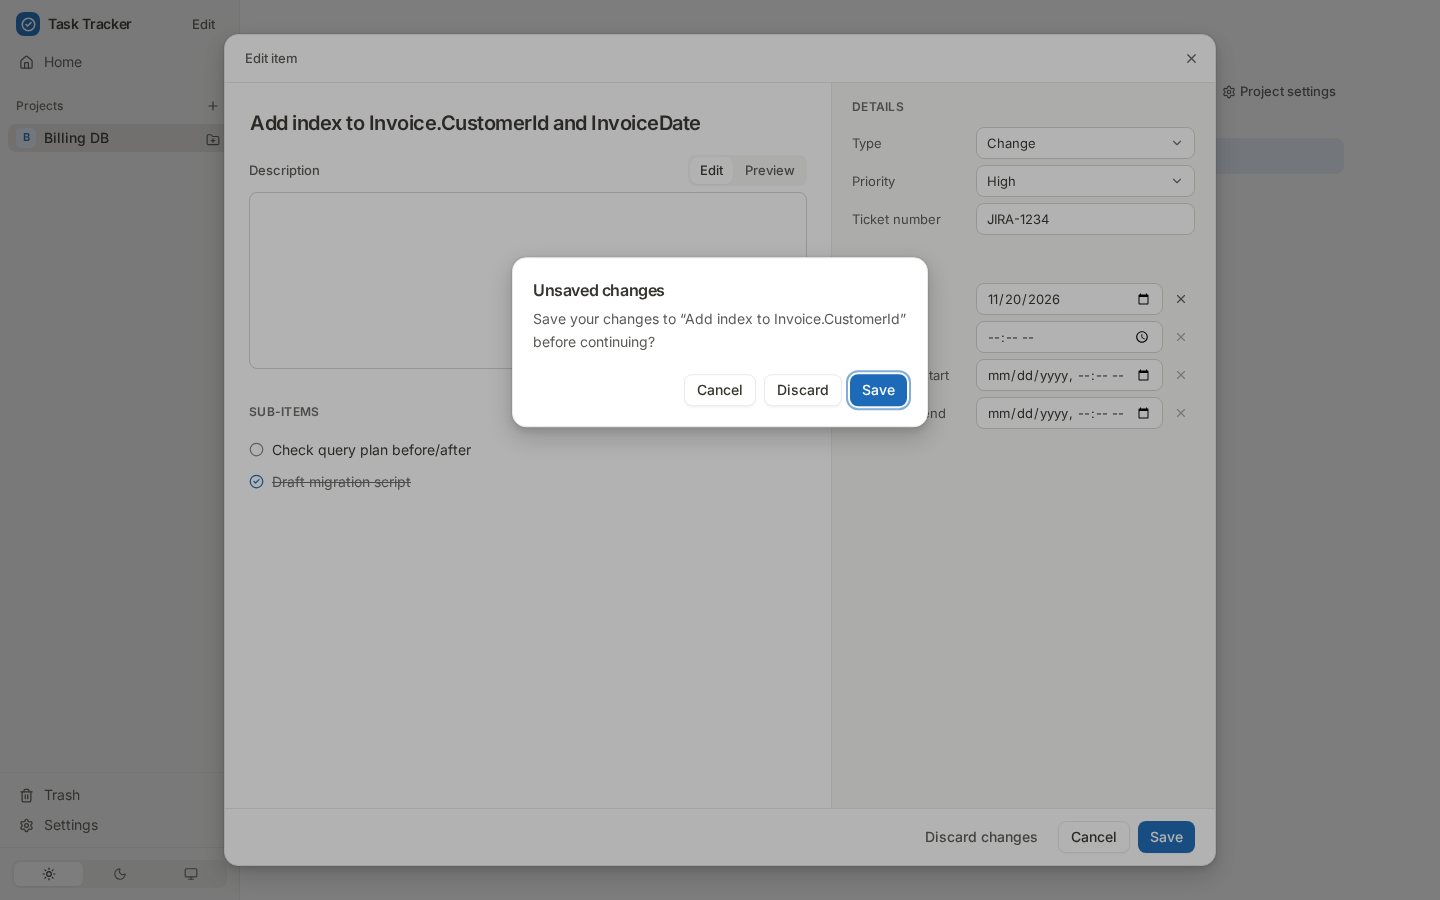 Task Tracker
Edit
Home
Projects
B
Billing DB
Trash
Settings
Project settings
Edit item
Add index to Invoice.CustomerId and InvoiceDate
Description
Edit
Preview
SUB-ITEMS
Check query plan before/after
Draft migration script
DETAILS
Type
Change
Priority
High
Ticket number
JIRA-1234
11/20/2026
--:-- --
tart
mm/dd/yyyy, --:-- --
end
mm/dd/yyyy, --:-- --
Unsaved changes
Save your changes to “Add index to Invoice.CustomerId”
before continuing?
Cancel
Discard
Save
Discard changes
Cancel
Save